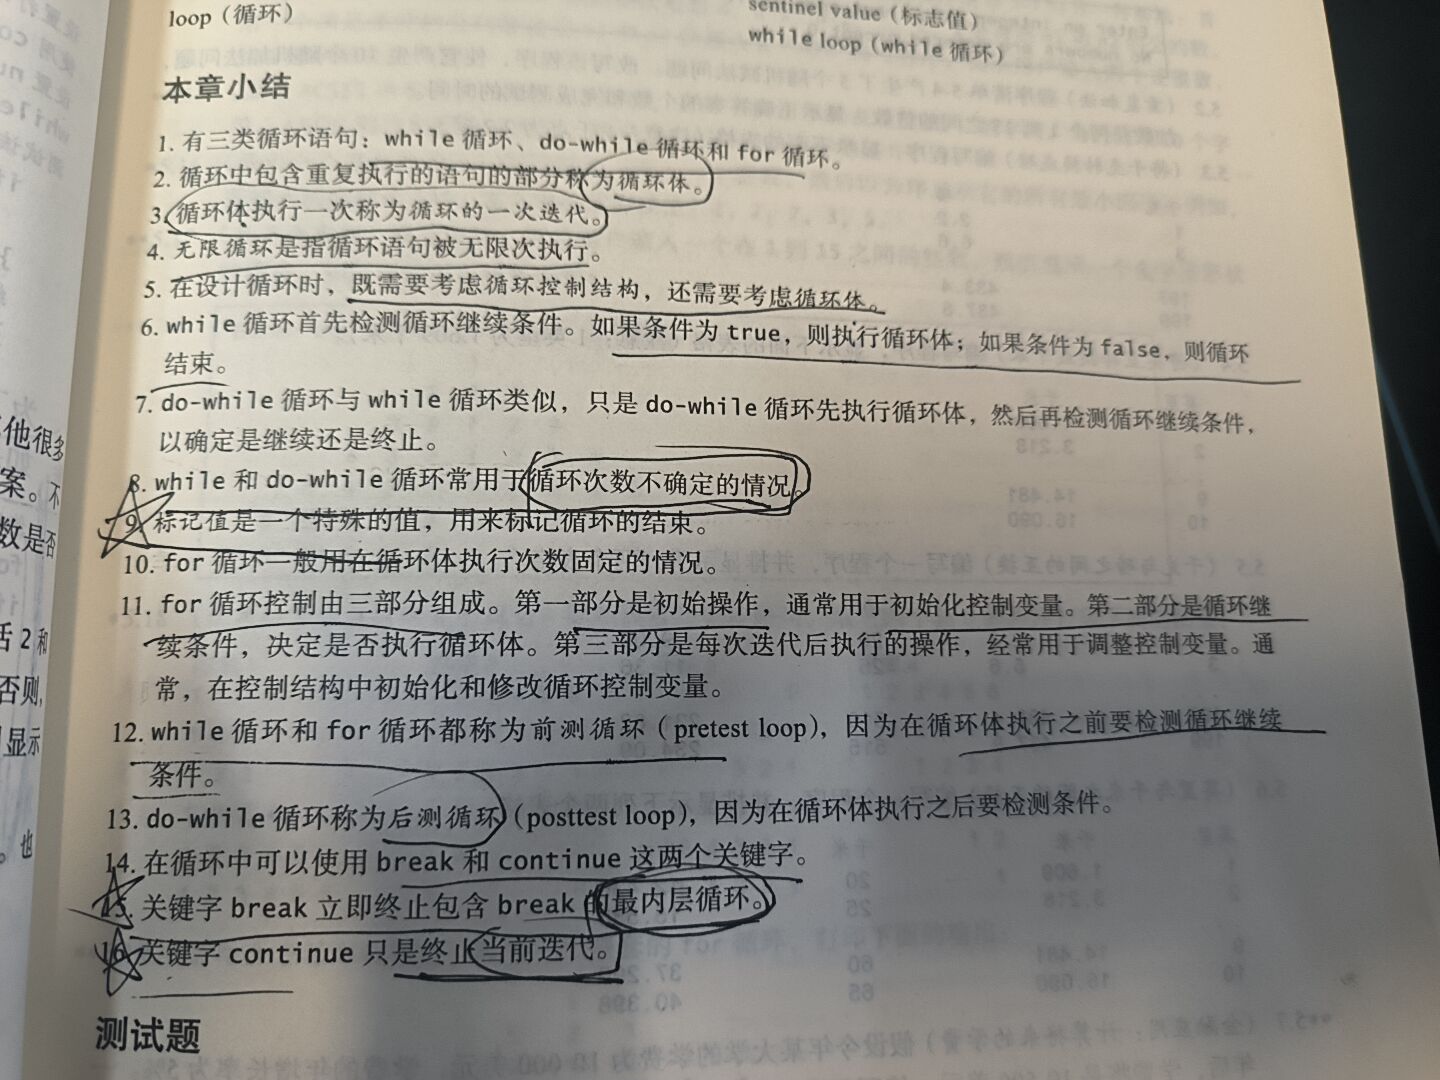 loop（循环）
sentinel value（标志值）
while loop（while 循环）
本章小结
1. 有三类循环语句：while 循环、do-while 循环和 for 循环。
2. 循环中包含重复执行的语句的部分称为循环体。
3. 循环体执行一次称为循环的一次迭代。
4. 无限循环是指循环语句被无限次执行。
5. 在设计循环时，既需要考虑循环控制结构，还需要考虑循环体。
6. while 循环首先检测循环继续条件。如果条件为 true，则执行循环体；如果条件为 false，则循环
结束。
7. do-while 循环与 while 循环类似，只是 do-while 循环先执行循环体，然后再检测循环继续条件，
以确定是继续还是终止。
8. while 和 do-while 循环常用于循环次数不确定的情况。
9. 标记值是一个特殊的值，用来标记循环的结束。
10. for 循环一般用在循环体执行次数固定的情况。
11. for 循环控制由三部分组成。第一部分是初始操作，通常用于初始化控制变量。第二部分是循环继
续条件，决定是否执行循环体。第三部分是每次迭代后执行的操作，经常用于调整控制变量。通
常，在控制结构中初始化和修改循环控制变量。
12. while 循环和 for 循环都称为前测循环（pretest loop），因为在循环体执行之前要检测循环继续
条件。
13. do-while 循环称为后测循环（posttest loop），因为在循环体执行之后要检测条件。
14. 在循环中可以使用 break 和 continue 这两个关键字。
15. 关键字 break 立即终止包含 break 的最内层循环。
16. 关键字 continue 只是终止当前迭代。
测试题
他很多
案。不
数是否
括 2 和
否则，
显示
。也